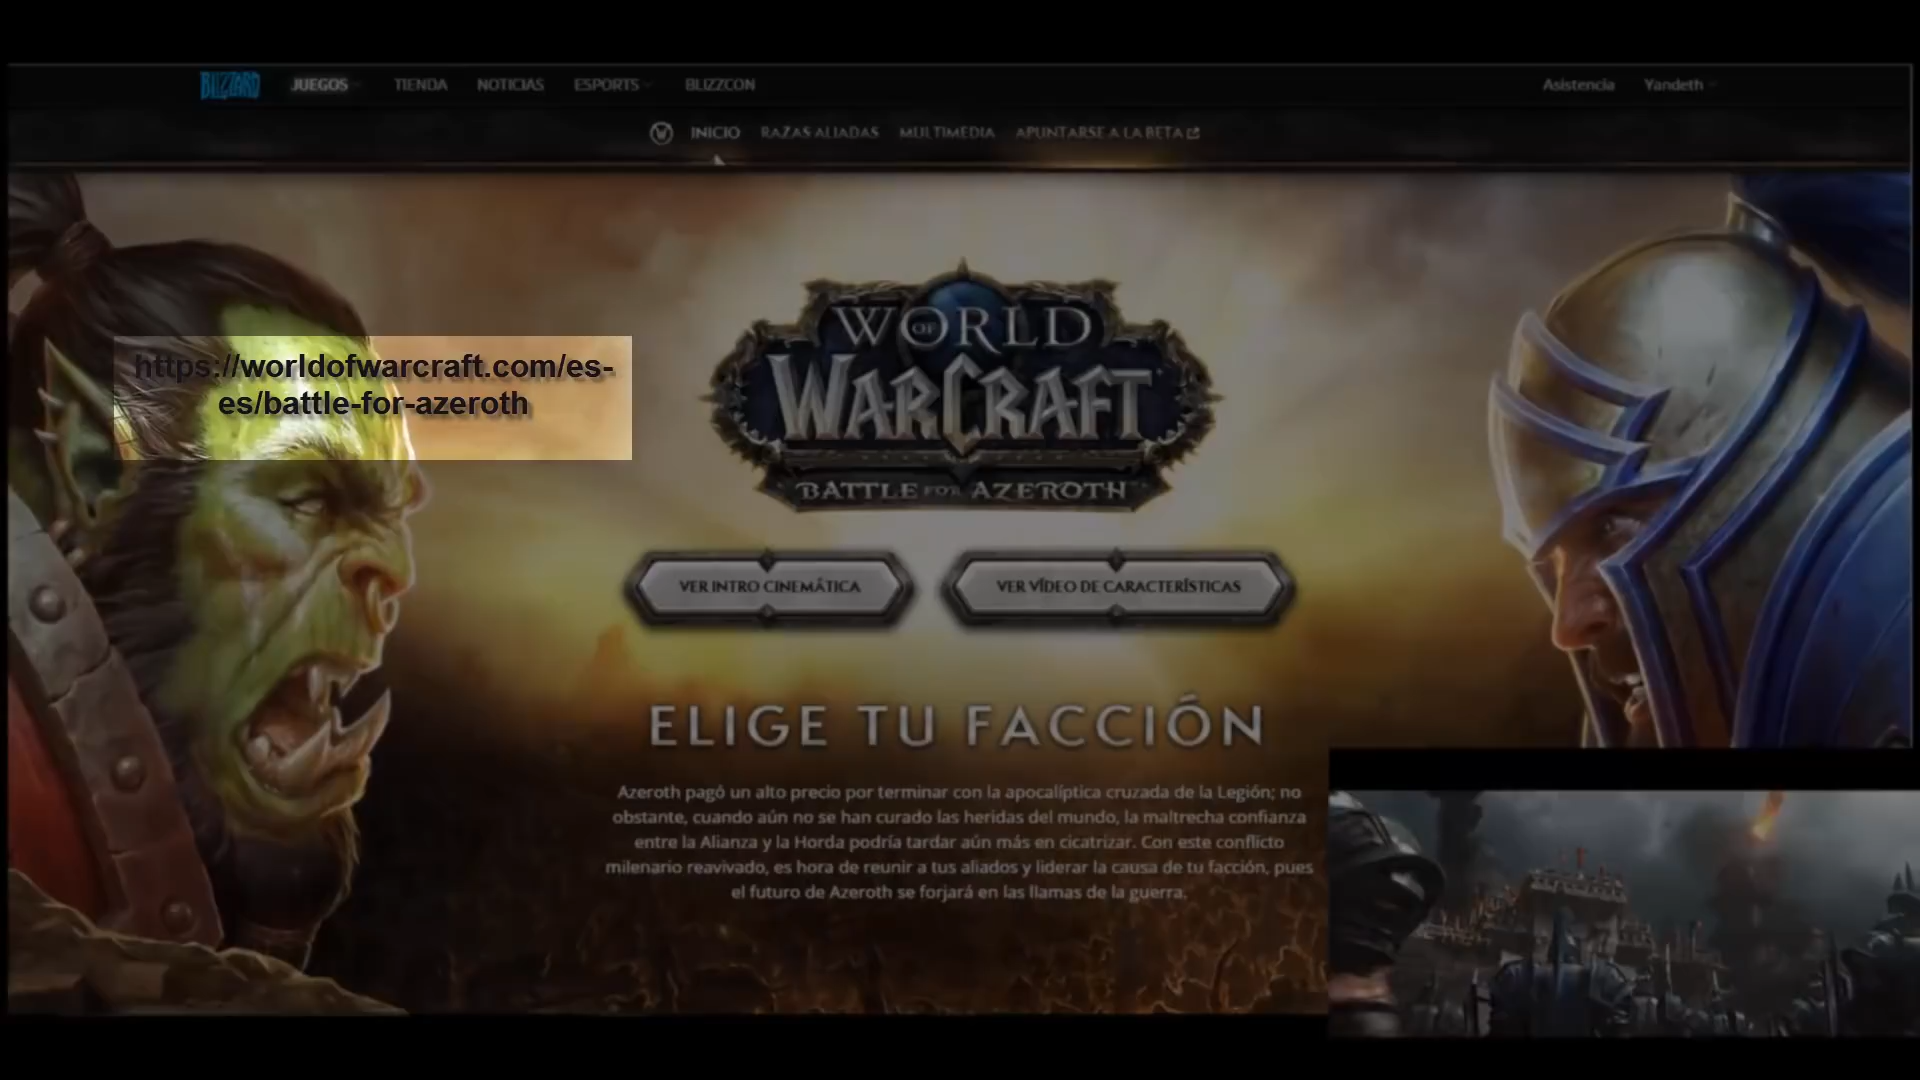 BLIZZARD JUEGOS TIENDA NOTICIAS ESPORTS BLIZZCON Asistencia Yandeth
INICIO RAZAS ALIADAS MULTIMEDIA APUNTARSE A LA BETA
https://worldofwarcraft.com/es-
es/battle-for-azeroth
WORLD OF
WARCRAFT
BATTLE FOR AZEROTH
VER INTRO CINEMÁTICA VER VÍDEO DE CARACTERÍSTICAS
ELIGE TU FACCIÓN
Azeroth pagó un alto precio por terminar con la apocalíptica cruzada de la Legión; no
obstante, cuando aún no se han curado las heridas del mundo, la maltrecha confianza
entre la Alianza y la Horda podría tardar aún más en cicatrizar. Con este conflicto
milenario reavivado, es hora de reunir a tus aliados y liderar la causa de tu facción, pues
el futuro de Azeroth se forjará en las llamas de la guerra.